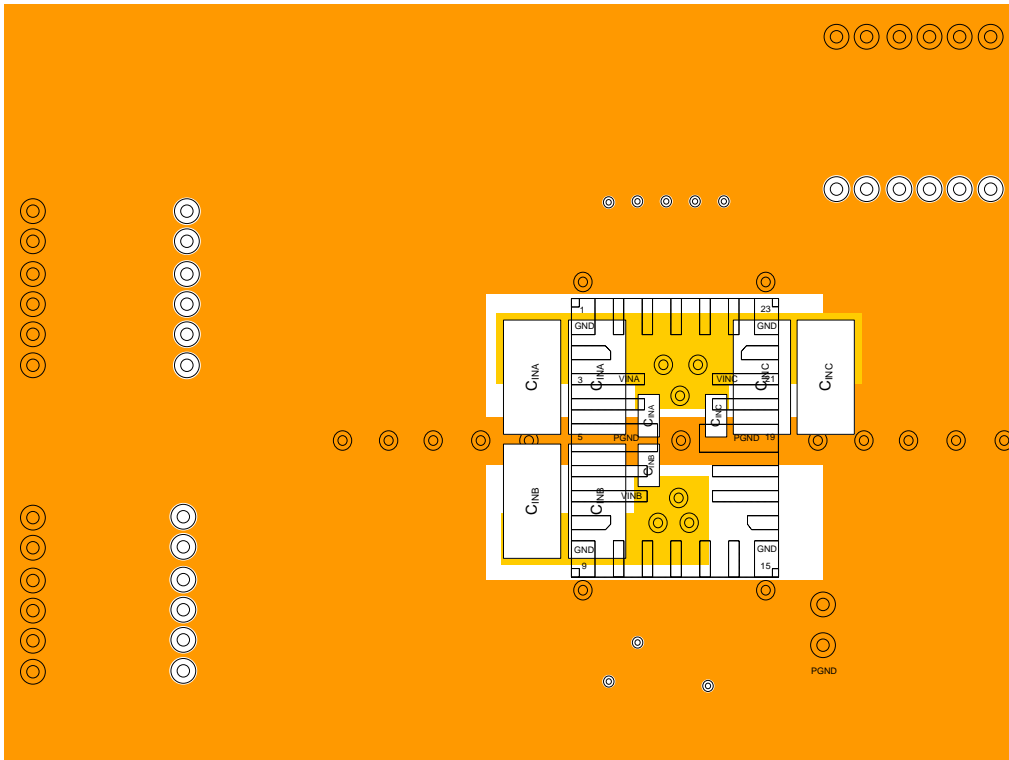 1 23
GND GND
CINA CINA CINC CINC
3 VINA VINC 21
CINA CINC
5 PGND PGND 19
CINB
CINB CINB
VINB
GND GND
9 15
PGND